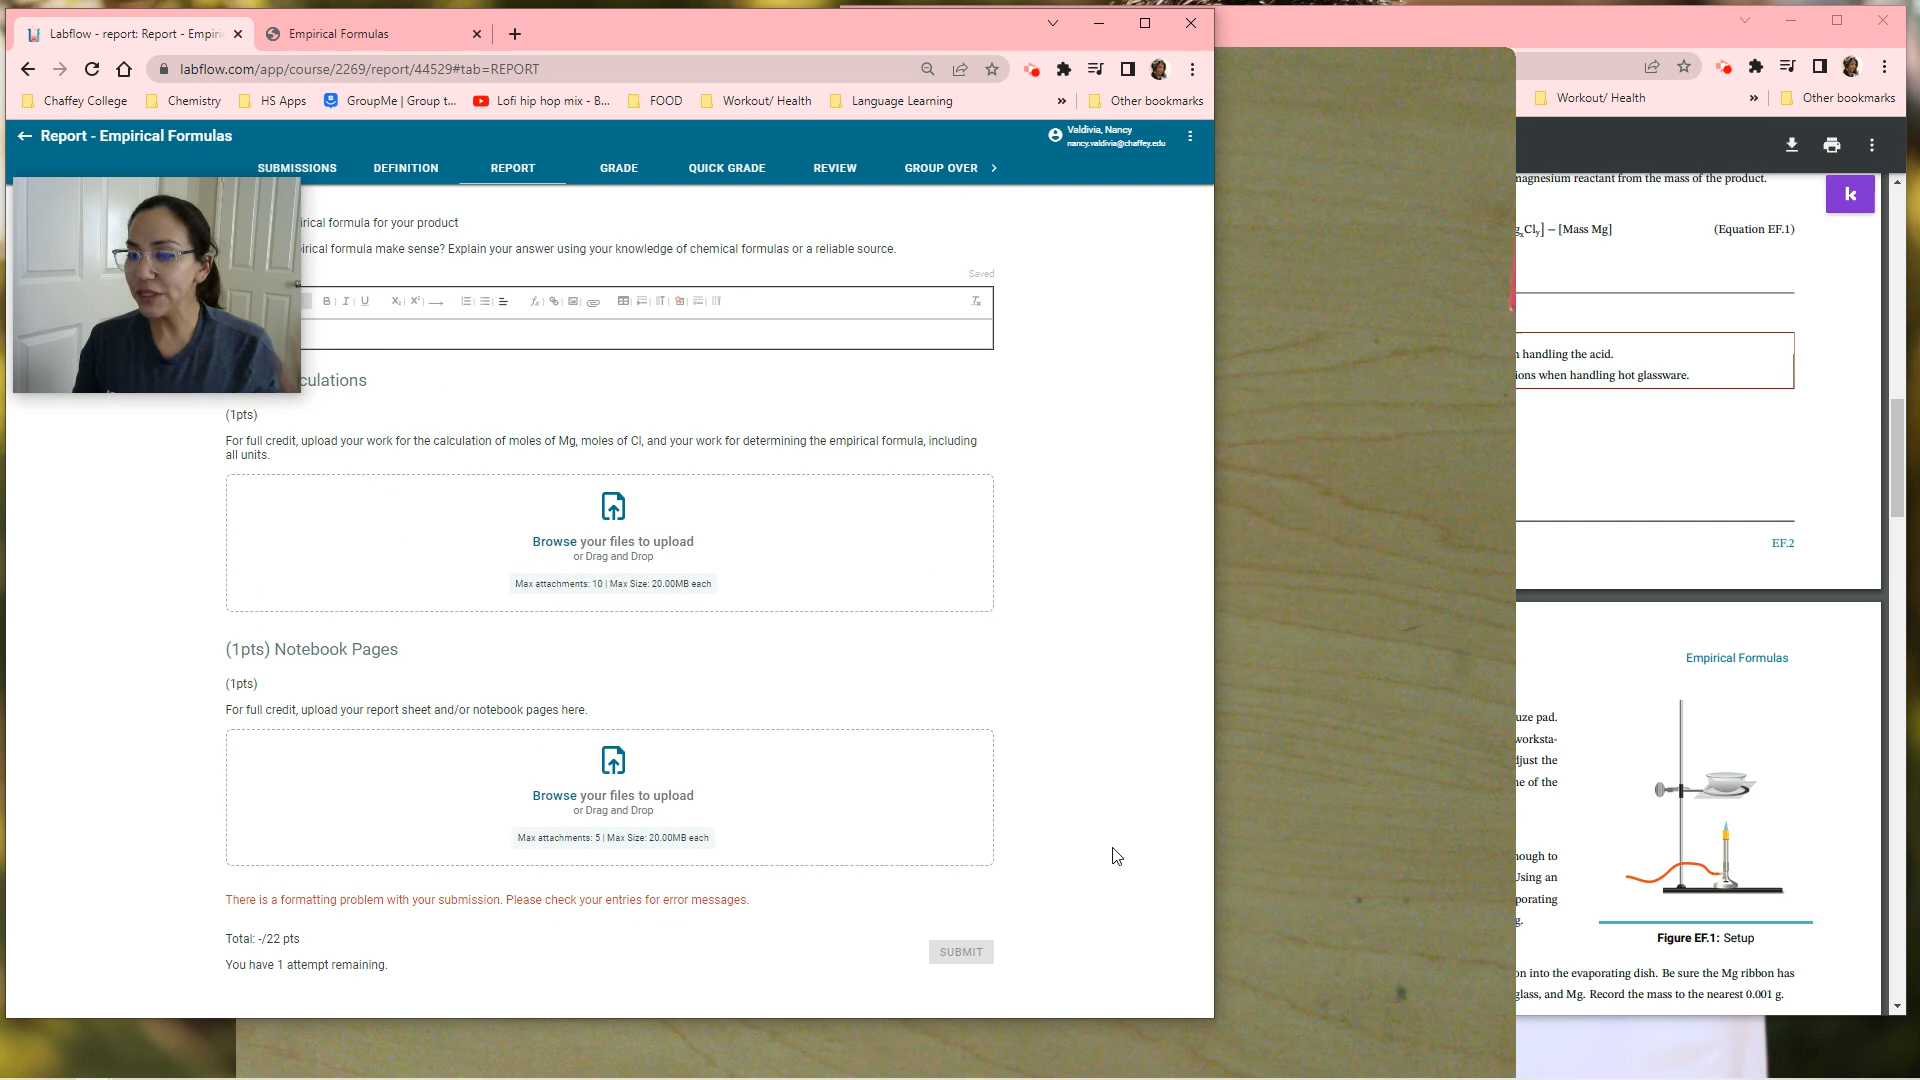 Labflow - report: Report - Empiri
Empirical Formulas
labflow.com/app/course/2269/report/44529#tab=REPORT
Chaffey College
Chemistry
HS Apps
GroupMe | Group t...
Lofi hip hop mix - B...
FOOD
Workout/ Health
Language Learning
»
Other bookmarks
Workout/ Health
»
Other bookmarks
Report - Empirical Formulas
Valdivia, Nancy
nancy.valdivia@chaffey.edu
SUBMISSIONS
DEFINITION
REPORT
GRADE
QUICK GRADE
REVIEW
GROUP OVER
irical formula for your product
irical formula make sense? Explain your answer using your knowledge of chemical formulas or a reliable source.
Saved
culations
(1pts)
For full credit, upload your work for the calculation of moles of Mg, moles of Cl, and your work for determining the empirical formula, including
all units.
Browse your files to upload
or Drag and Drop
Max attachments: 10 | Max Size: 20.00MB each
(1pts) Notebook Pages
(1pts)
For full credit, upload your report sheet and/or notebook pages here.
Browse your files to upload
or Drag and Drop
Max attachments: 5 | Max Size: 20.00MB each
There is a formatting problem with your submission. Please check your entries for error messages.
Total: -/22 pts
You have 1 attempt remaining.
SUBMIT
magnesium reactant from the mass of the product.
k
gₓClᵧ] – [Mass Mg]
(Equation EF.1)
n handling the acid.
ions when handling hot glassware.
EF.2
Empirical Formulas
uze pad.
worksta-
djust the
ne of the
nough to
Using an
porating
g.
Figure EF.1: Setup
on into the evaporating dish. Be sure the Mg ribbon has
glass, and Mg. Record the mass to the nearest 0.001 g.